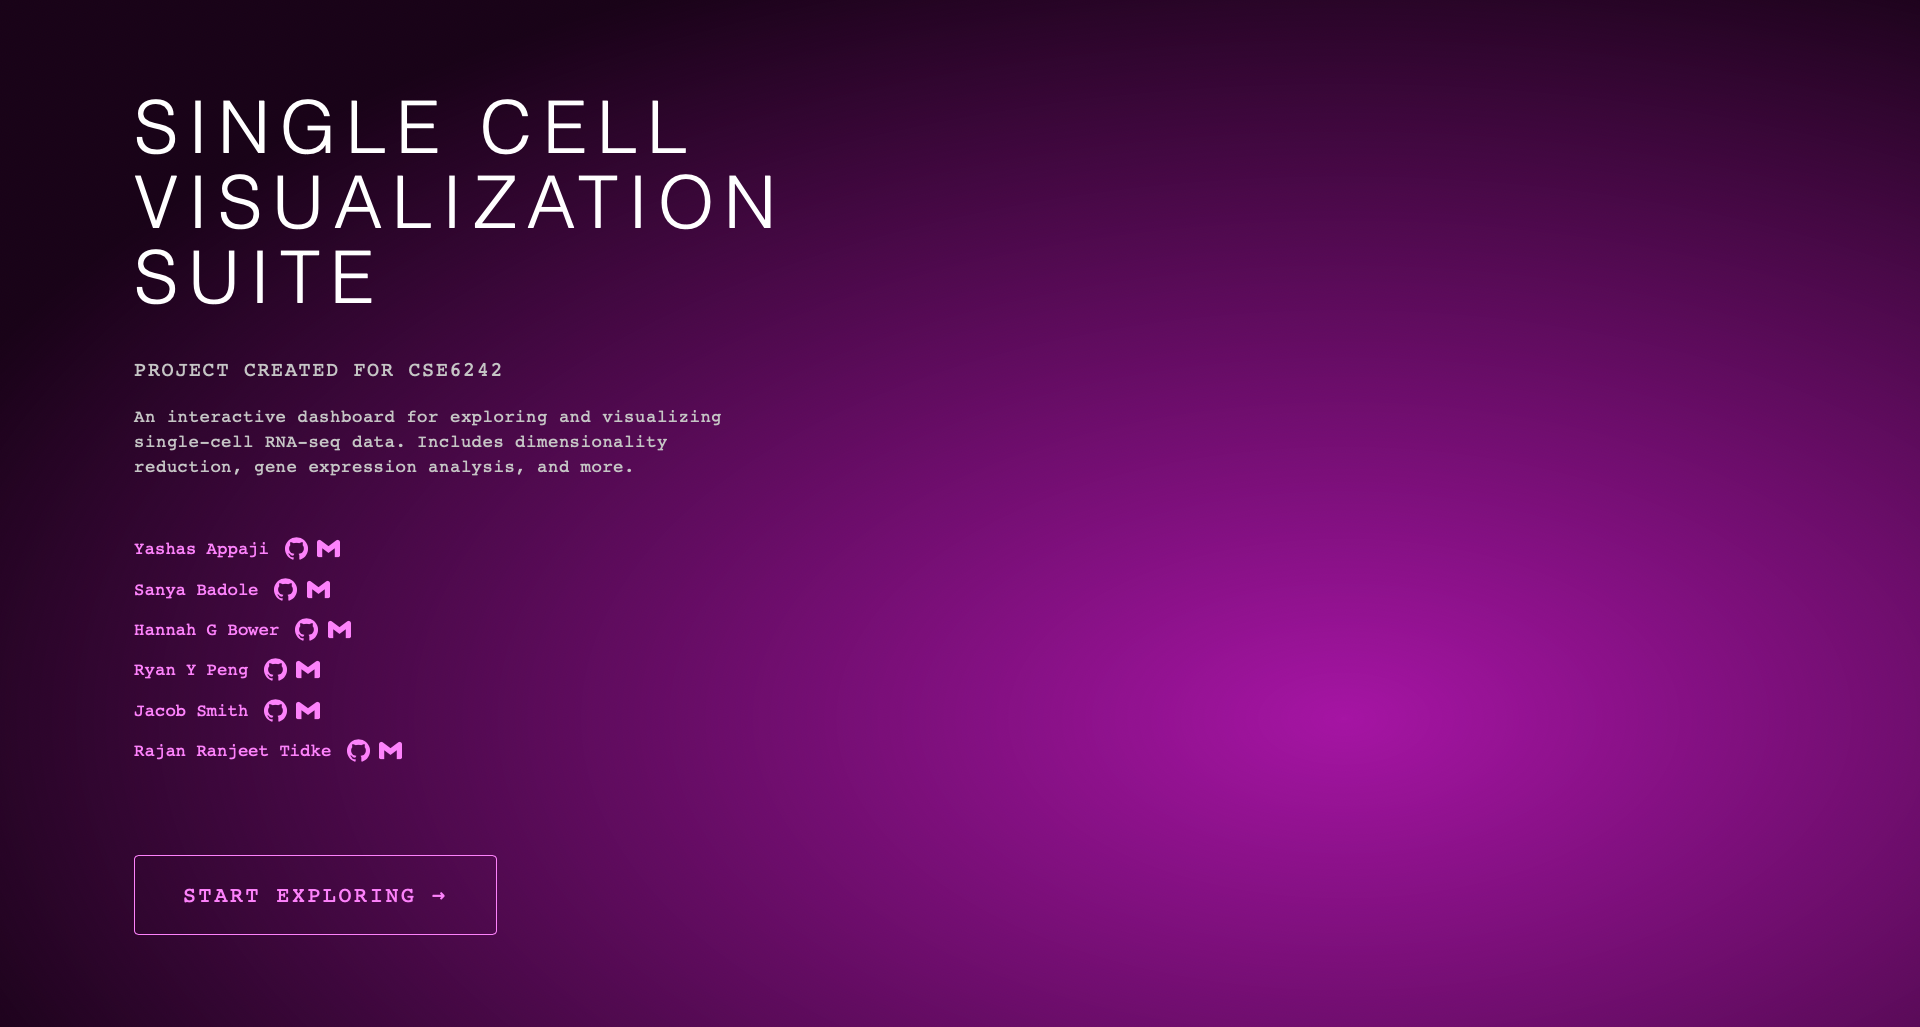 SINGLE CELL
VISUALIZATION
SUITE
PROJECT CREATED FOR CSE6242
An interactive dashboard for exploring and visualizing
single-cell RNA-seq data. Includes dimensionality
reduction, gene expression analysis, and more.
Yashas Appaji
Sanya Badole
Hannah G Bower
Ryan Y Peng
Jacob Smith
Rajan Ranjeet Tidke
START EXPLORING →